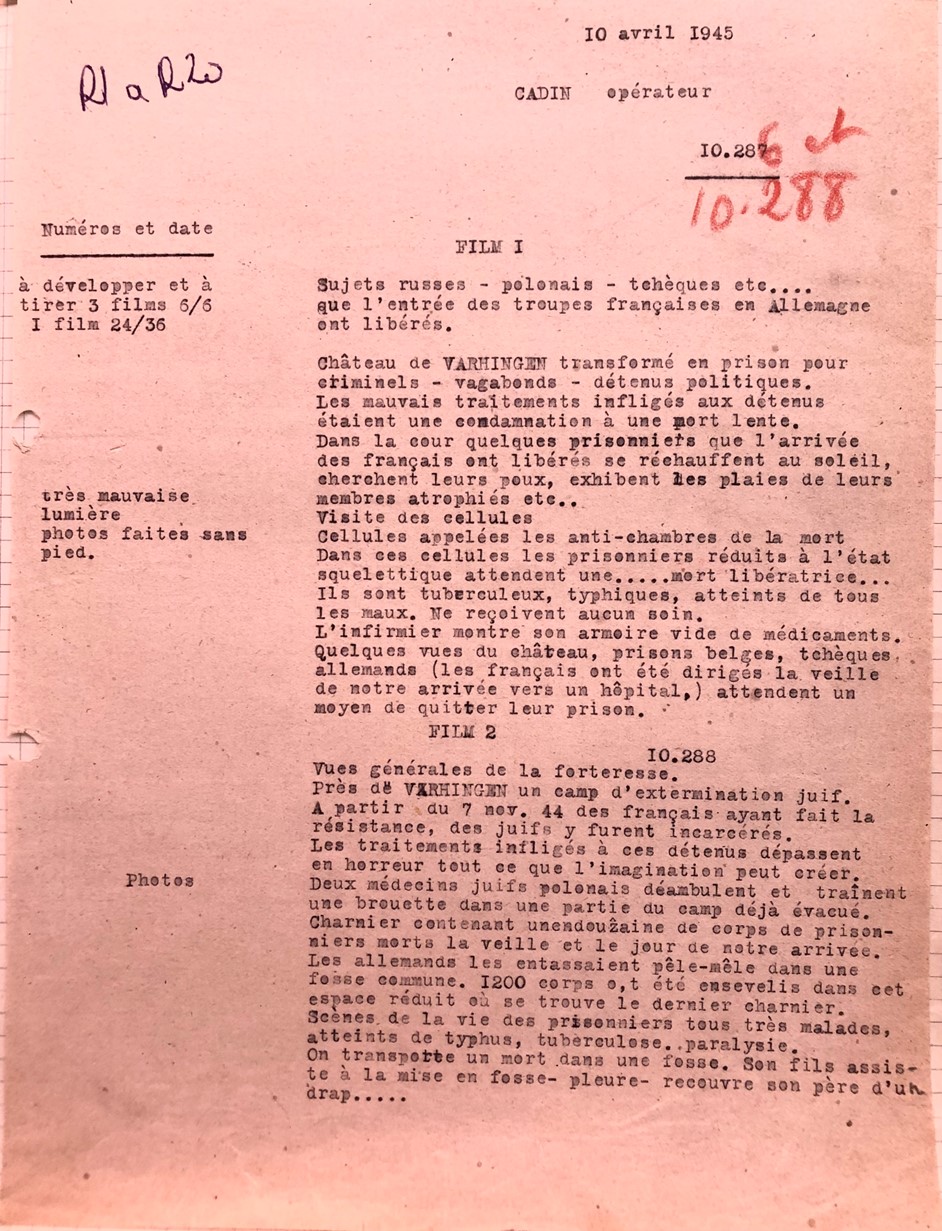 10 avril 1945
R1 a R20
CADIN opérateur
10.287 6 et
10.288
Numéros et date
FILM I
à développer et à
tirer 3 films 6/6
I film 24/36
Sujets russes - polonais - tchèques etc....
que l'entrée des troupes françaises en Allemagne
ont libérés.
Château de VARHINGEN transformé en prison pour
criminels - vagabonds - détenus politiques.
Les mauvais traitements infligés aux détenus
étaient une condamnation à une mort lente.
Dans la cour quelques prisonniers que l'arrivée
des français ont libérés se réchauffent au soleil,
cherchent leurs poux, exhibent les plaies de leurs
membres atrophiés etc..
très mauvaise
lumière
photos faites sans
pied.
Visite des cellules
Cellules appelées les anti-chambres de la mort
Dans ces cellules les prisonniers réduits à l'état
squelettique attendent une.....mort libératrice...
Ils sont tuberculeux, typhiques, atteints de tous
les maux. Ne reçoivent aucun soin.
L'infirmier montre son armoire vide de médicaments.
Quelques vues du château, prisons belges, tchèques
allemands (les français ont été dirigés la veille
de notre arrivée vers un hôpital,) attendent un
moyen de quitter leur prison.
FILM 2
10.288
Vues générales de la forteresse.
Près de VARHINGEN un camp d'extermination juif.
A partir du 7 nov. 44 des français ayant fait la
résistance, des juifs y furent incarcérés.
Les traitements infligés à ces détenus dépassent
en horreur tout ce que l'imagination peut créer.
Photos
Deux médecins juifs polonais déambulent et traînent
une brouette dans une partie du camp déjà évacué.
Charnier contenant unendouzaine de corps de prison-
niers morts la veille et le jour de notre arrivée.
Les allemands les entassaient pêle-mêle dans une
fosse commune. I200 corps o,t été ensevelis dans cet
espace réduit où se trouve le dernier charnier.
Scènes de la vie des prisonniers tous très malades,
atteints de typhus, tuberculose..paralysie.
On transporte un mort dans une fosse. Son fils assis-
te à la mise en fosse- pleure- recouvre son père d'un
drap.....